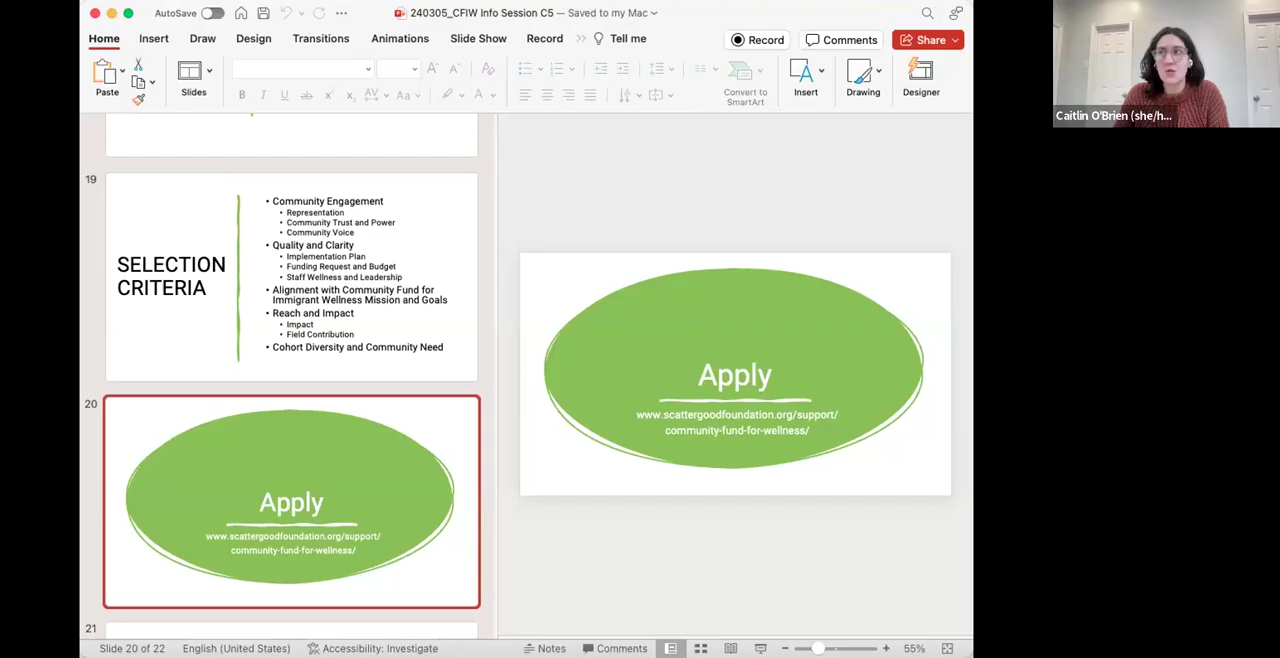 AutoSave
240305_CFIW Info Session C5 — Saved to my Mac
Home Insert Draw Design Transitions Animations Slide Show Record Tell me
Record Comments Share
Paste Slides Convert to SmartArt Insert Drawing Designer
19
SELECTION
CRITERIA
• Community Engagement
• Representation
• Community Trust and Power
• Community Voice
• Quality and Clarity
• Implementation Plan
• Funding Request and Budget
• Staff Wellness and Leadership
• Alignment with Community Fund for
Immigrant Wellness Mission and Goals
• Reach and Impact
• Impact
• Field Contribution
• Cohort Diversity and Community Need
20
Apply
www.scattergoodfoundation.org/support/
community-fund-for-wellness/
21
Apply
www.scattergoodfoundation.org/support/
community-fund-for-wellness/
Slide 20 of 22 English (United States) Accessibility: Investigate Notes Comments 55%
Caitlin O'Brien (she/h...